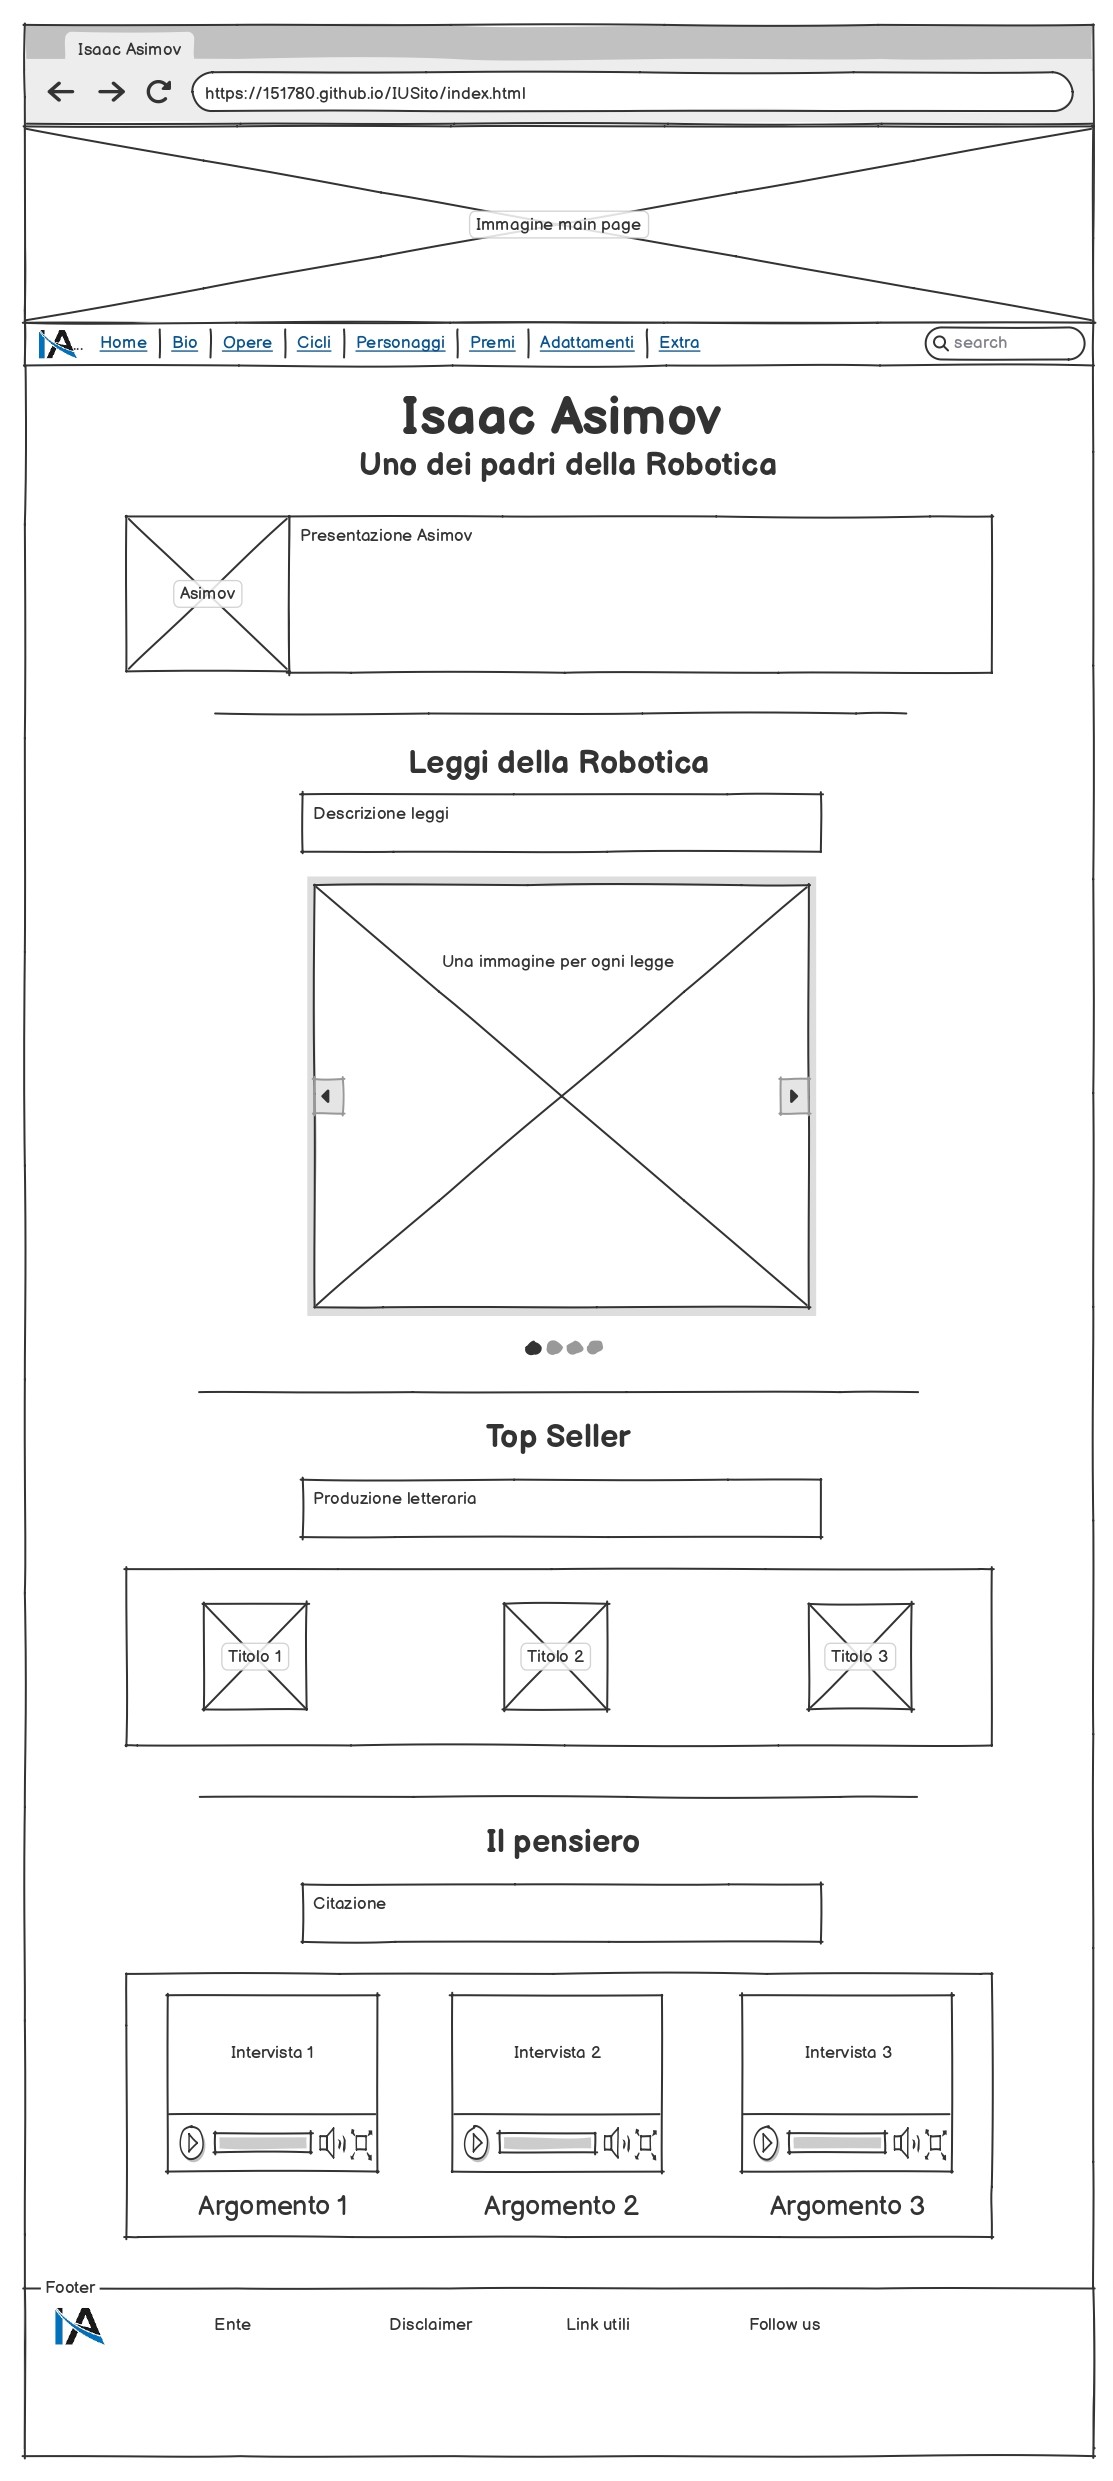 Isaac Asimov
https://151780.github.io/IUSito/index.html
Immagine main page
IA... Home Bio Opere Cicli Personaggi Premi Adattamenti Extra search
Isaac Asimov
Uno dei padri della Robotica
Asimov
Presentazione Asimov
Leggi della Robotica
Descrizione leggi
Una immagine per ogni legge
Top Seller
Produzione letteraria
Titolo 1 Titolo 2 Titolo 3
Il pensiero
Citazione
Intervista 1 Intervista 2 Intervista 3
Argomento 1 Argomento 2 Argomento 3
Footer
IA Ente Disclaimer Link utili Follow us